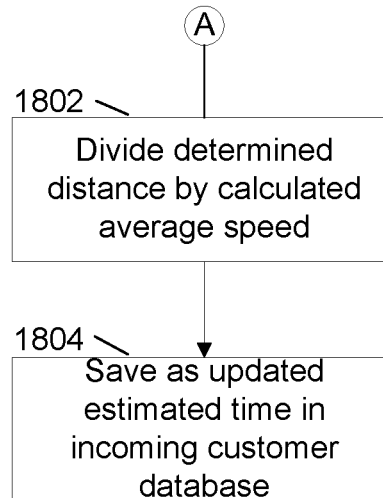 A
1802
Divide determined
distance by calculated
average speed
1804
Save as updated
estimated time in
incoming customer
database